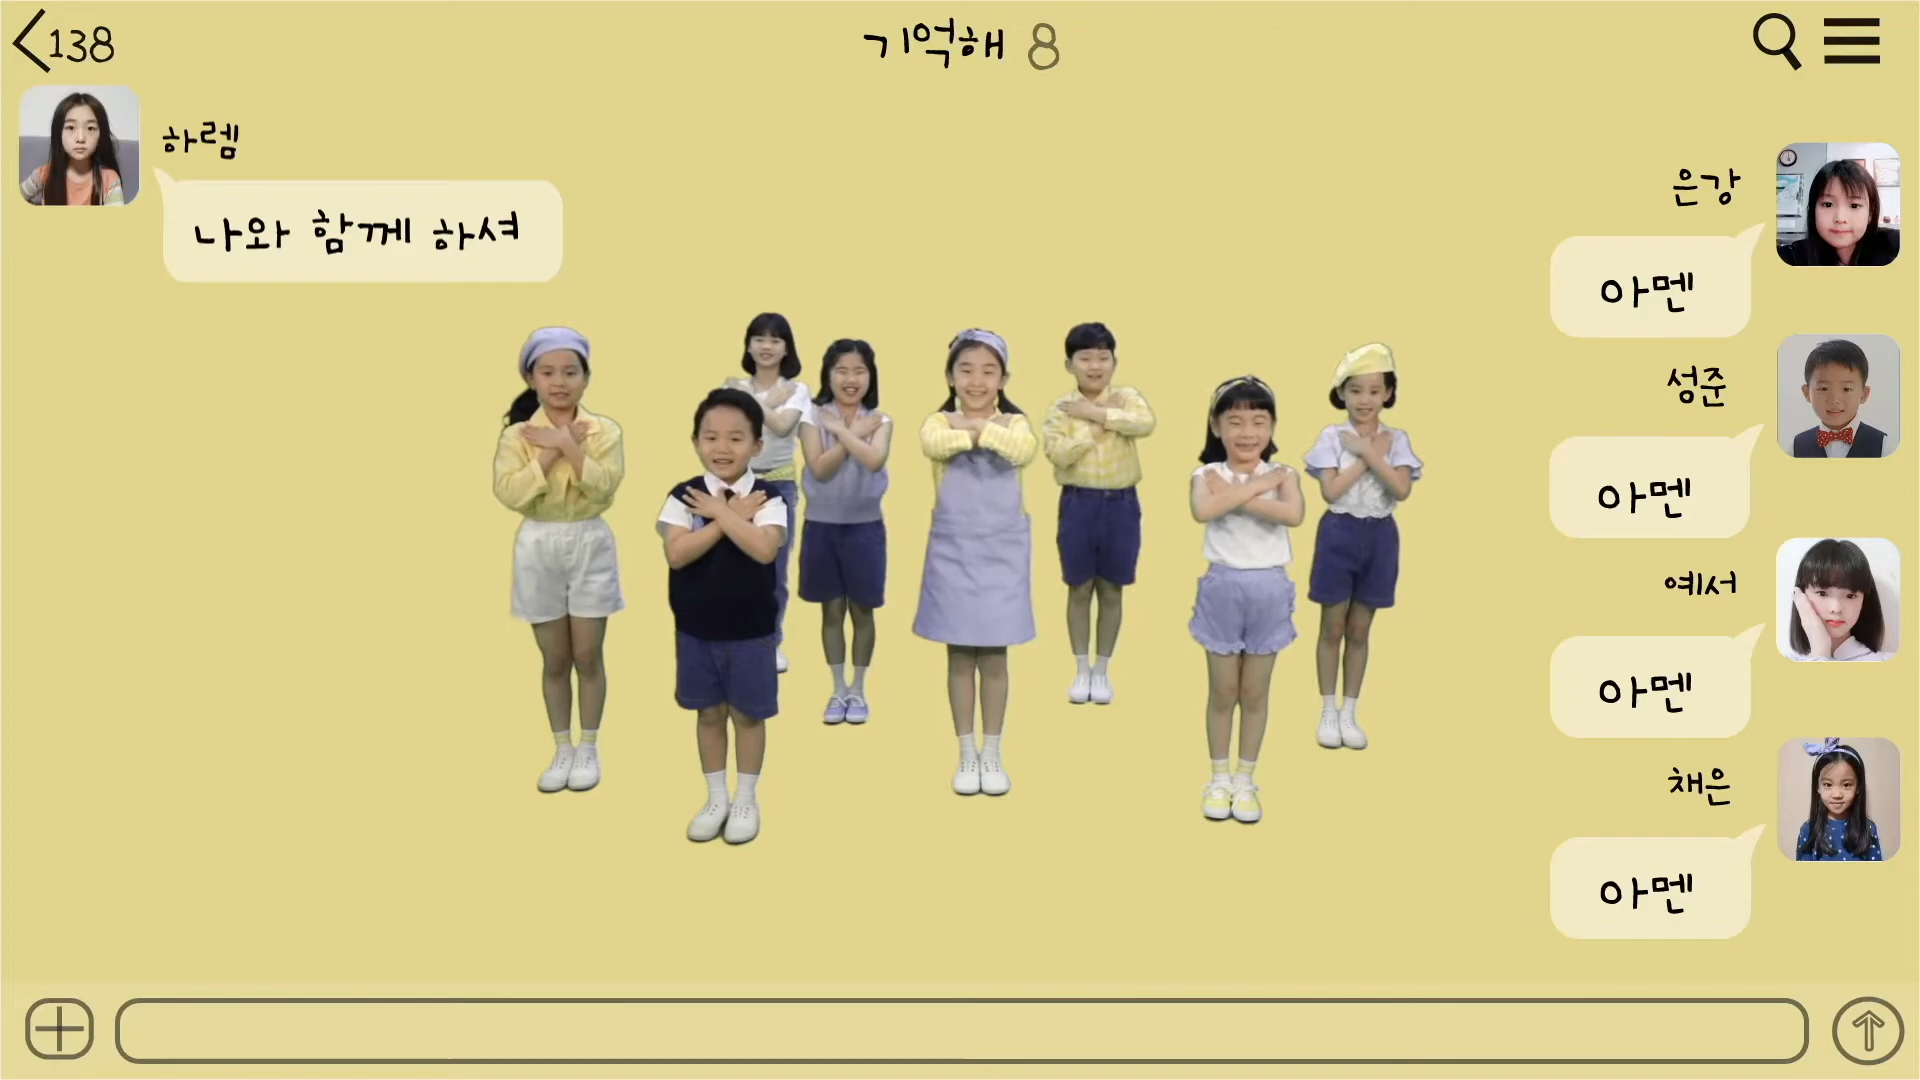 138
기억해 8
하렘
나와 함께 하셔
은강
아멘
성준
아멘
예서
아멘
채은
아멘